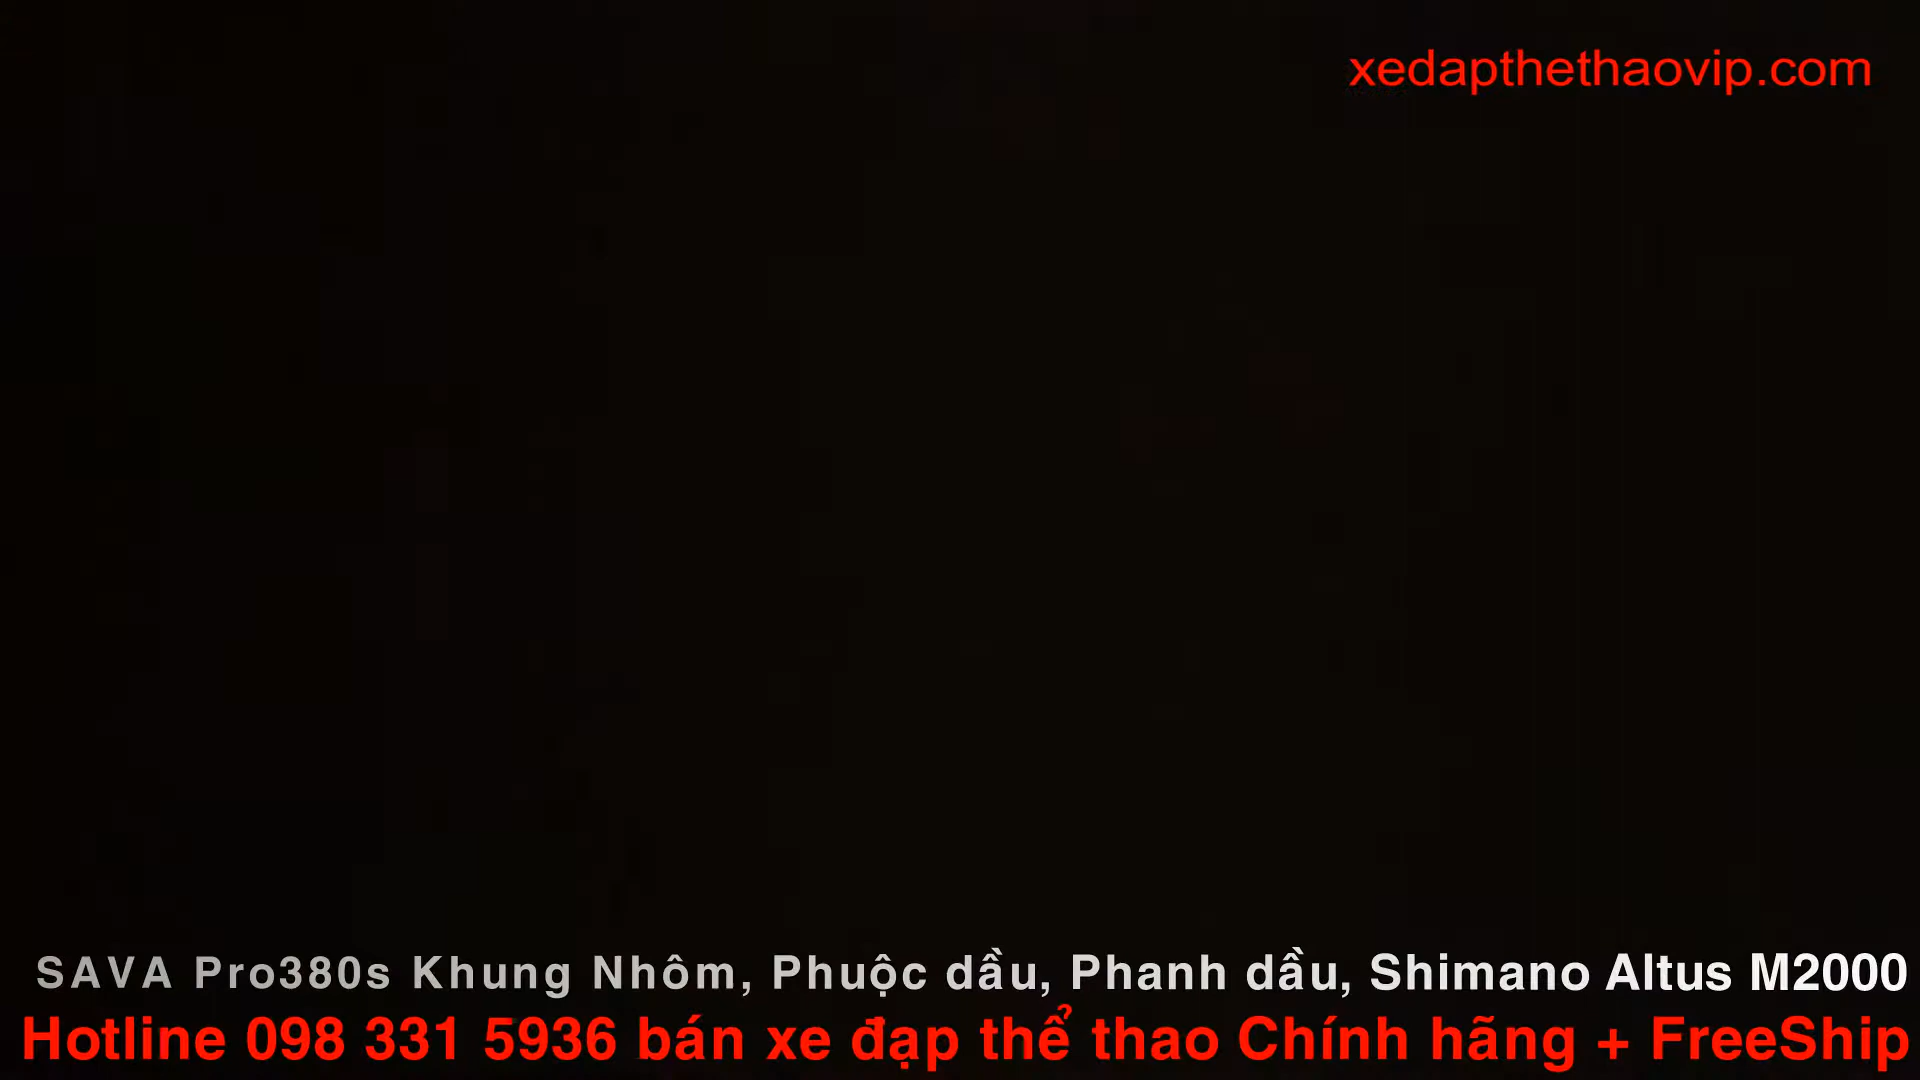 xedapthethaovip.com
SAVA Pro380s Khung Nhôm, Phuộc dầu, Phanh dầu, Shimano Altus M2000
Hotline 098 331 5936 bán xe đạp thể thao Chính hãng + FreeShip